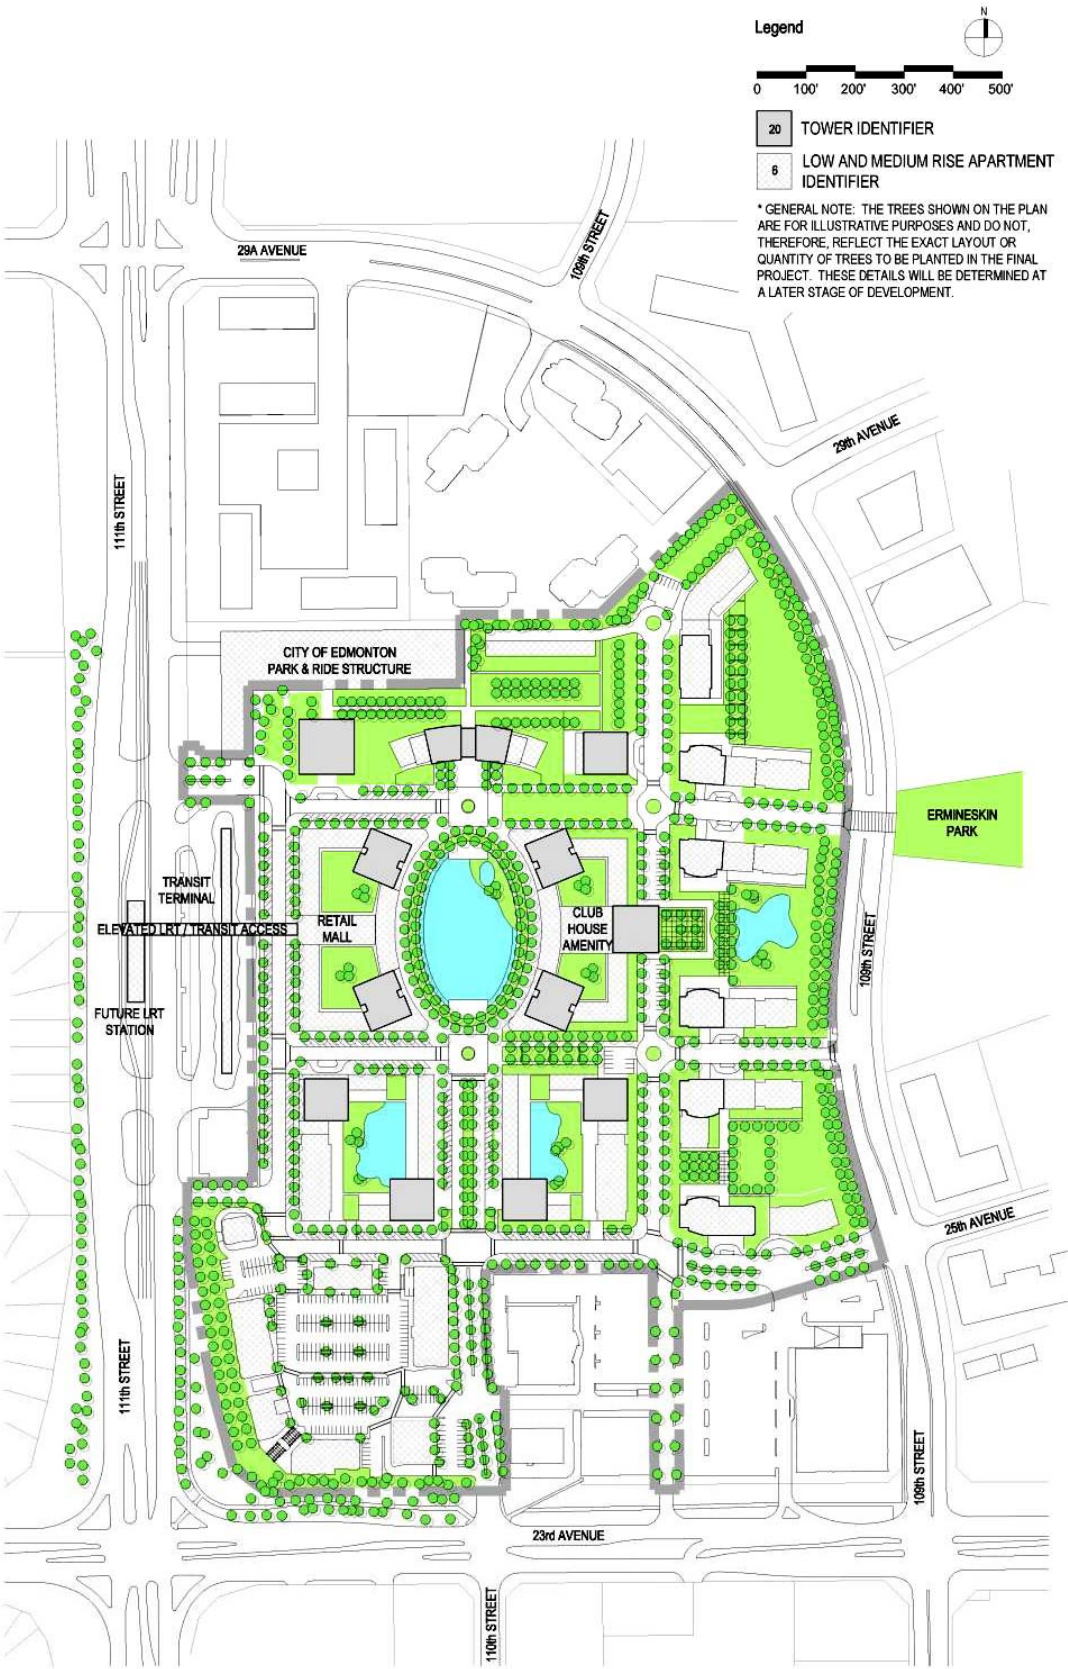 N
Legend
0 100' 200' 300' 400' 500'
20 TOWER IDENTIFIER
6 LOW AND MEDIUM RISE APARTMENT
IDENTIFIER
* GENERAL NOTE: THE TREES SHOWN ON THE PLAN
ARE FOR ILLUSTRATIVE PURPOSES AND DO NOT,
THEREFORE, REFLECT THE EXACT LAYOUT OR
QUANTITY OF TREES TO BE PLANTED IN THE FINAL
PROJECT. THESE DETAILS WILL BE DETERMINED AT
A LATER STAGE OF DEVELOPMENT.
29A AVENUE
109th STREET
29th AVENUE
111th STREET
CITY OF EDMONTON
PARK & RIDE STRUCTURE
ERMINESKIN
PARK
TRANSIT
TERMINAL
ELEVATED LRT / TRANSIT ACCESS
RETAIL
MALL
CLUB
HOUSE
AMENITY
109th STREET
FUTURE LRT
STATION
25th AVENUE
111th STREET
109th STREET
23rd AVENUE
110th STREET